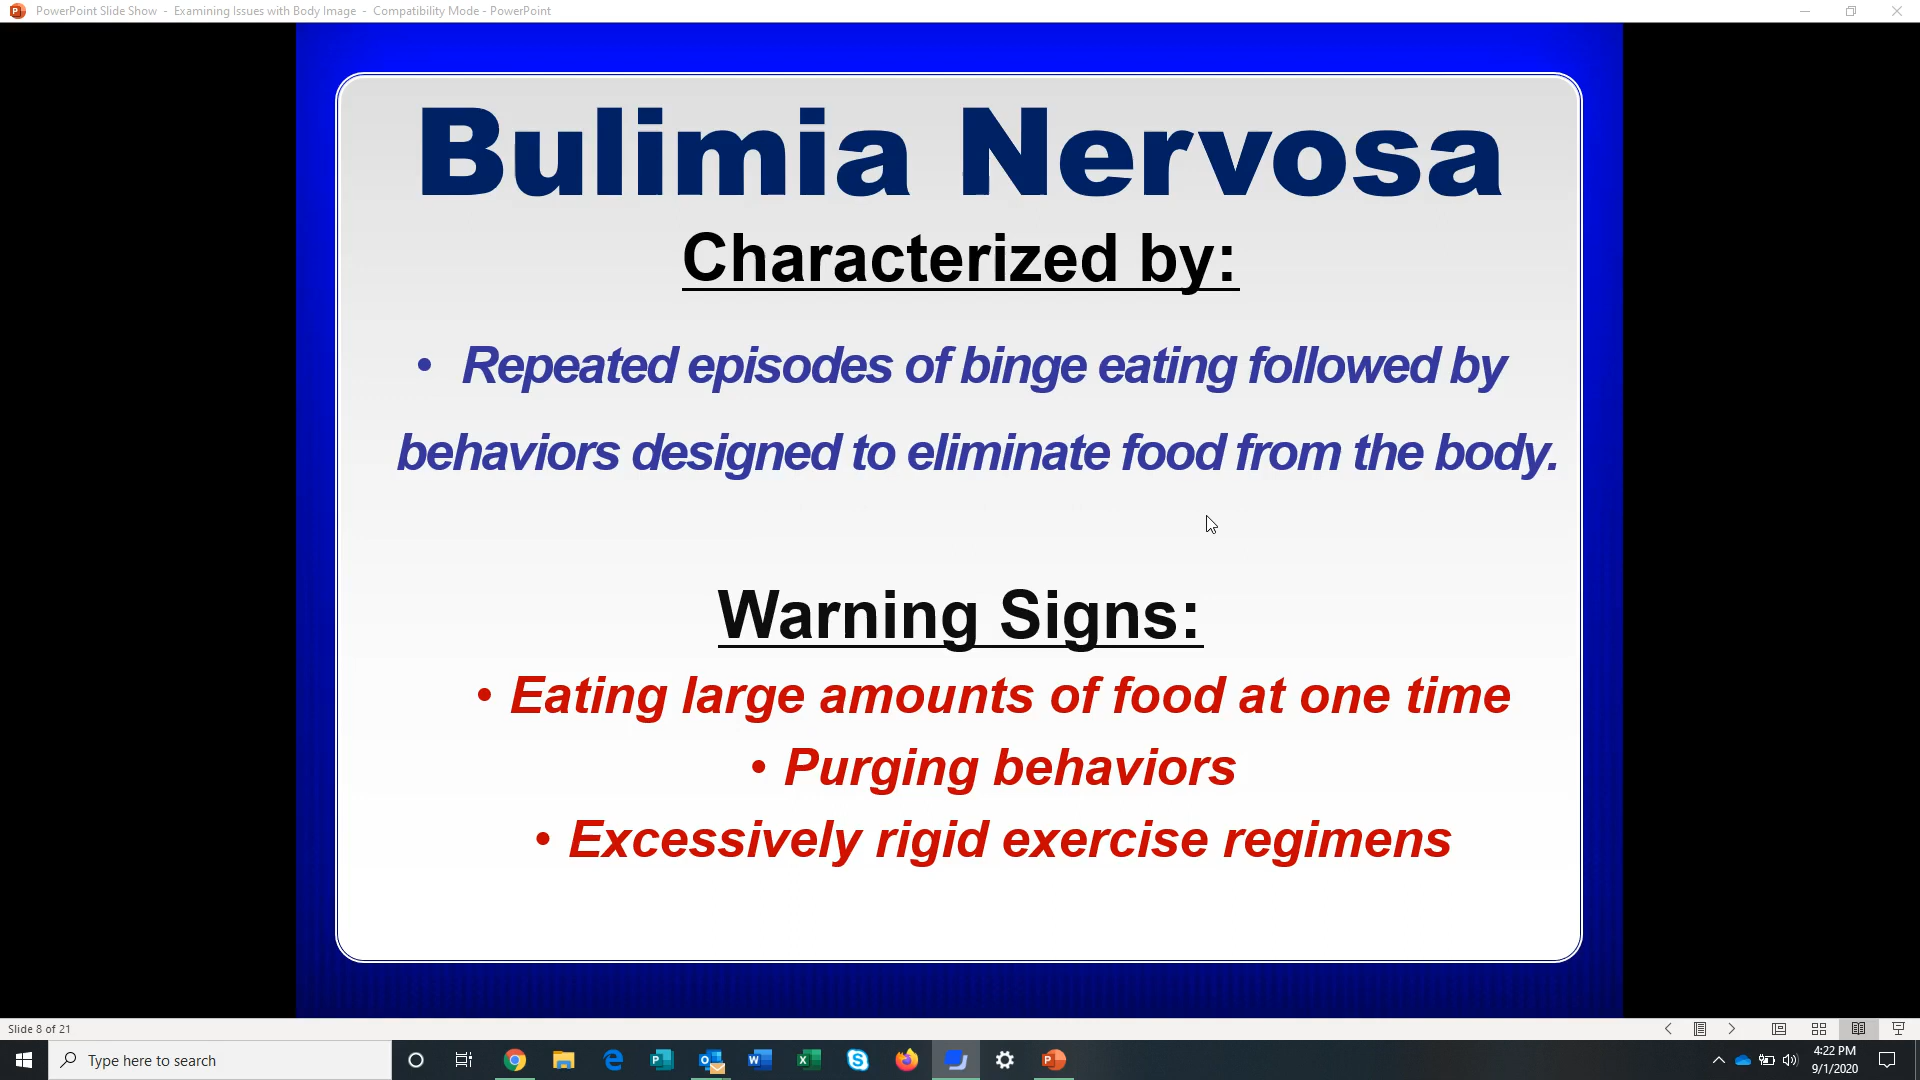 PowerPoint Slide Show - Examining Issues with Body Image - Compatibility Mode - PowerPoint
Bulimia Nervosa
Characterized by:
• Repeated episodes of binge eating followed by
behaviors designed to eliminate food from the body.
Warning Signs:
• Eating large amounts of food at one time
• Purging behaviors
• Excessively rigid exercise regimens
Slide 8 of 21
Type here to search
4:22 PM
9/1/2020